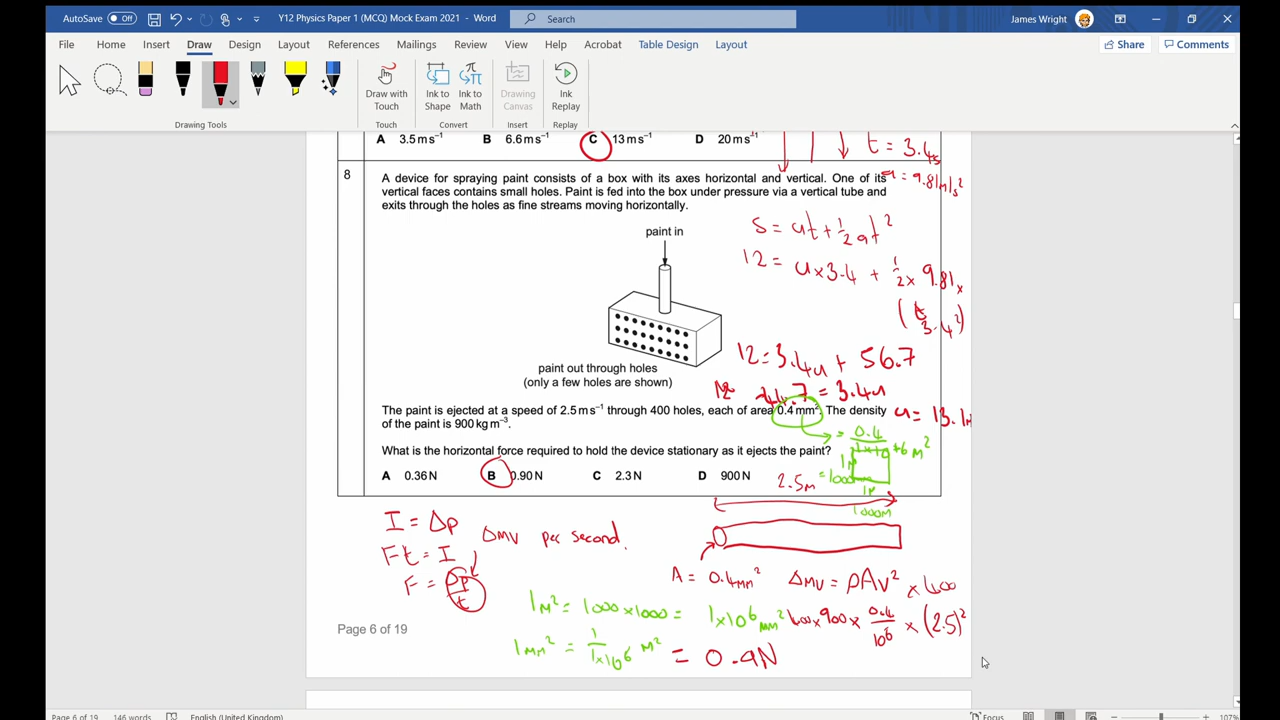 AutoSave Off Y12 Physics Paper 1 (MCQ) Mock Exam 2021 - Word Search James Wright
File Home Insert Draw Design Layout References Mailings Review View Help Acrobat Table Design Layout Share Comments
Draw with Touch Ink to Shape Ink to Math Drawing Canvas Ink Replay
Drawing Tools Touch Convert Insert Replay
A 3.5 m s⁻¹ B 6.6 m s⁻¹ C 13 m s⁻¹ D 20 m s⁻¹
t = 3.4s
a = 9.81m/s²
8 A device for spraying paint consists of a box with its axes horizontal and vertical. One of its
vertical faces contains small holes. Paint is fed into the box under pressure via a vertical tube and
exits through the holes as fine streams moving horizontally.
s = ut + ½at²
paint in
12 = u×3.4 + ½ × 9.81 ×
3.4²)
12 = 3.4u + 56.7
paint out through holes
(only a few holes are shown)
44.7 = 3.4u
The paint is ejected at a speed of 2.5 m s⁻¹ through 400 holes, each of area 0.4 mm². The density
of the paint is 900 kg m⁻³.
u = 13.1
= 0.4
m²
What is the horizontal force required to hold the device stationary as it ejects the paint?
A 0.36 N B 0.90 N C 2.3 N D 900 N
2.5m
I = Δp
Δmv per second.
Ft = I
F = Δp/t
A = 0.4mm² Δmv = ρAv² × 400
1m² = 1000×1000 = 1×10⁶ mm²
400×900× 0.4/10⁶ × (2.5)²
1mm² = 1/1×10⁶ m²
= 0.9N
Page 6 of 19
Page 6 of 19 146 words English (United Kingdom) Focus 107%